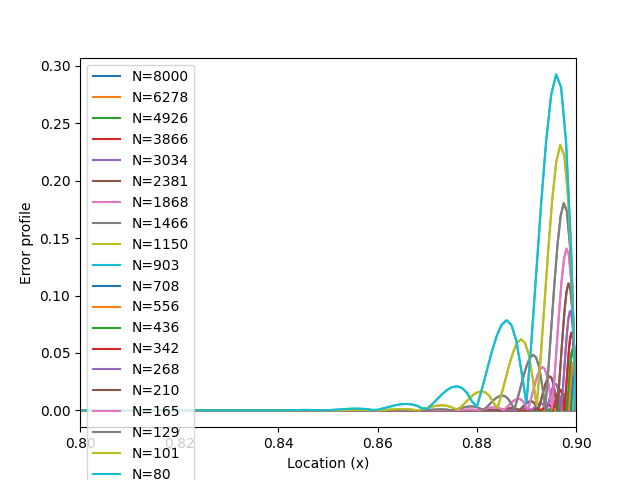 0.30
0.25
0.20
0.15
0.10
0.05
0.00
Error profile
N=8000
N=6278
N=4926
N=3866
N=3034
N=2381
N=1868
N=1466
N=1150
N=903
N=708
N=556
N=436
N=342
N=268
N=210
N=165
N=129
N=101
N=80
0.80 0.82 0.84 0.86 0.88 0.90
Location (x)